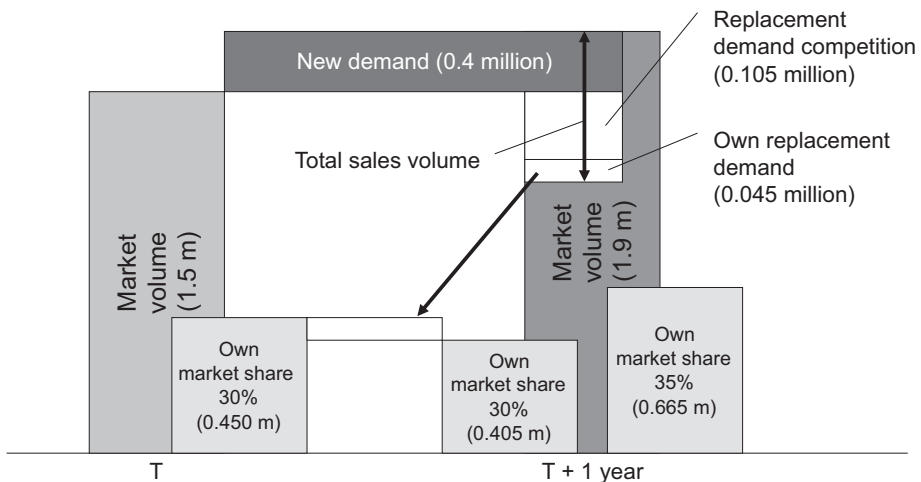 Replacement
demand competition
(0.105 million)
New demand (0.4 million)
Total sales volume
Own replacement
demand
(0.045 million)
Market
volume
(1.5 m)
Market
volume
(1.9 m)
Own
market share
30%
(0.450 m)
Own
market share
30%
(0.405 m)
Own
market share
35%
(0.665 m)
T
T + 1 year